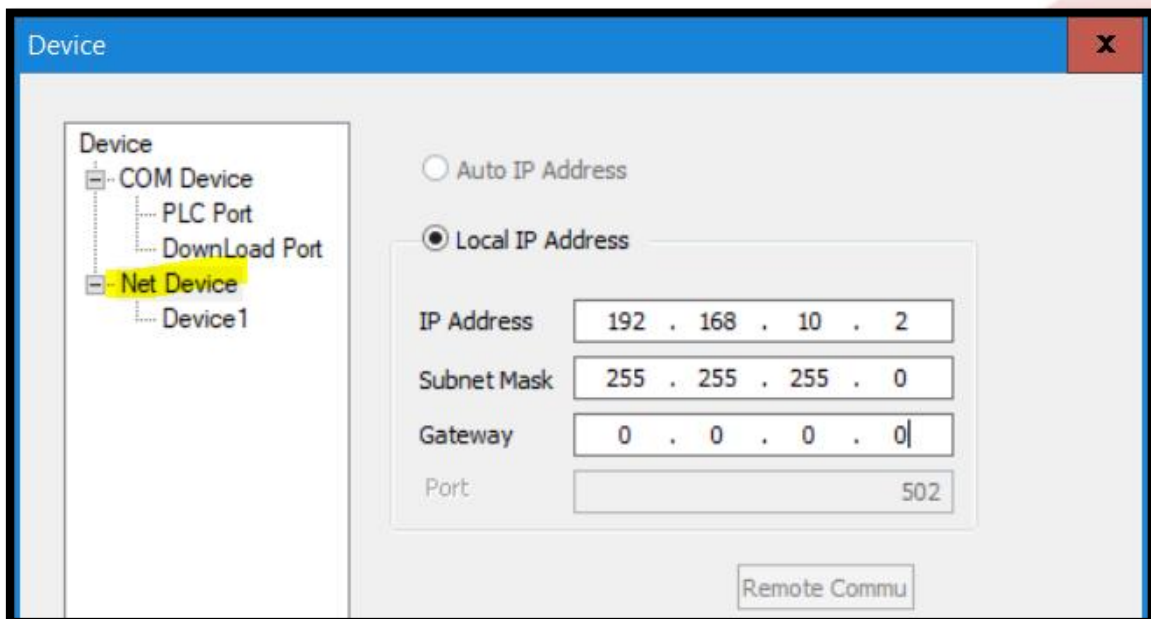 Device
X
Device
COM Device
PLC Port
DownLoad Port
Net Device
Device1
Auto IP Address
Local IP Address
IP Address 192 . 168 . 10 . 2
Subnet Mask 255 . 255 . 255 . 0
Gateway 0 . 0 . 0 . 0
Port 502
Remote Commu